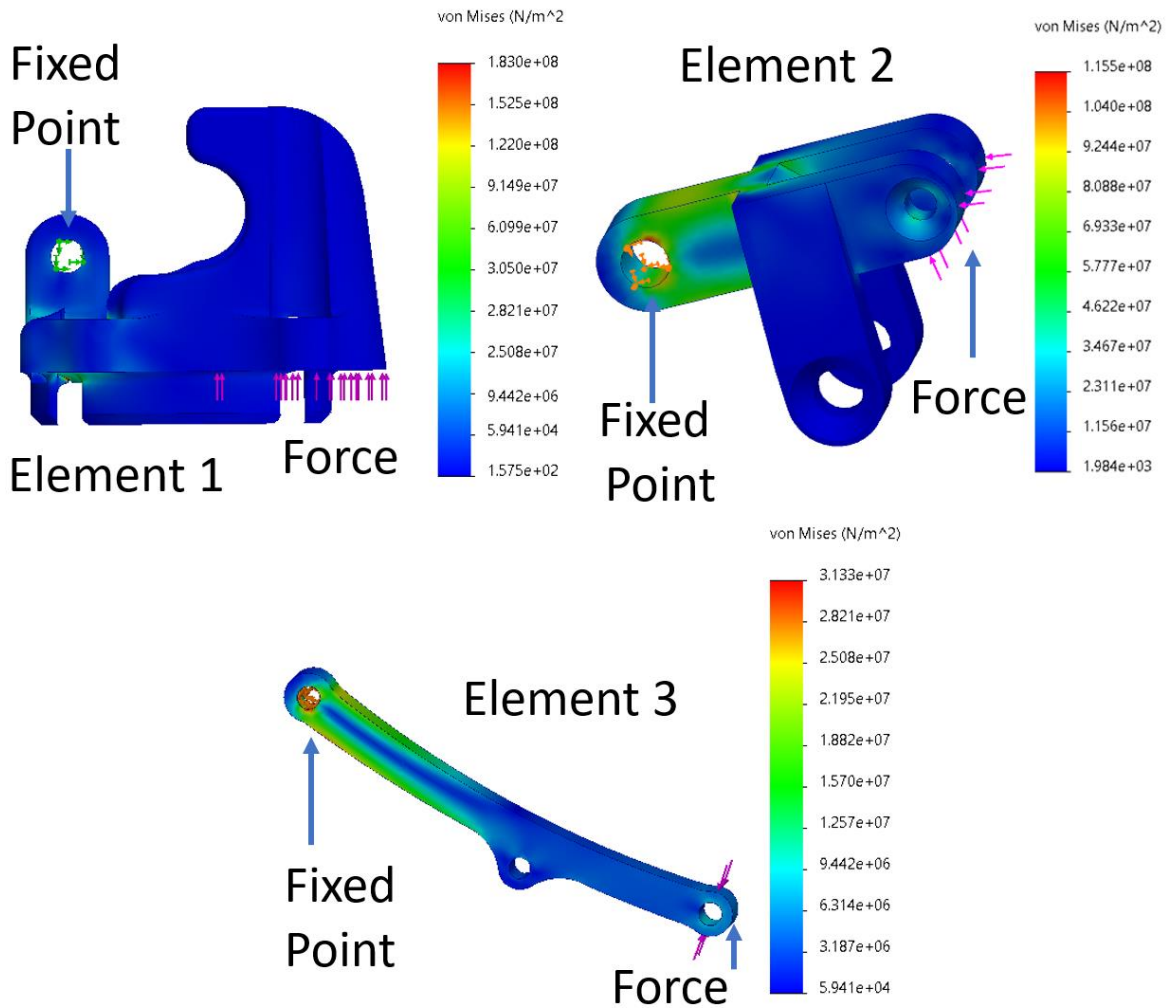 von Mises (N/m^2
Fixed
Point
1.830e+08
1.525e+08
1.220e+08
9.149e+07
6.099e+07
3.050e+07
2.821e+07
2.508e+07
9.442e+06
5.941e+04
1.575e+02
Element 1
Force
von Mises (N/m^2)
Element 2
1.155e+08
1.040e+08
9.244e+07
8.088e+07
6.933e+07
5.777e+07
4.622e+07
3.467e+07
2.311e+07
1.156e+07
1.984e+03
Fixed
Point
Force
von Mises (N/m^2)
Element 3
3.133e+07
2.821e+07
2.508e+07
2.195e+07
1.882e+07
1.570e+07
1.257e+07
9.442e+06
6.314e+06
3.187e+06
5.941e+04
Fixed
Point
Force